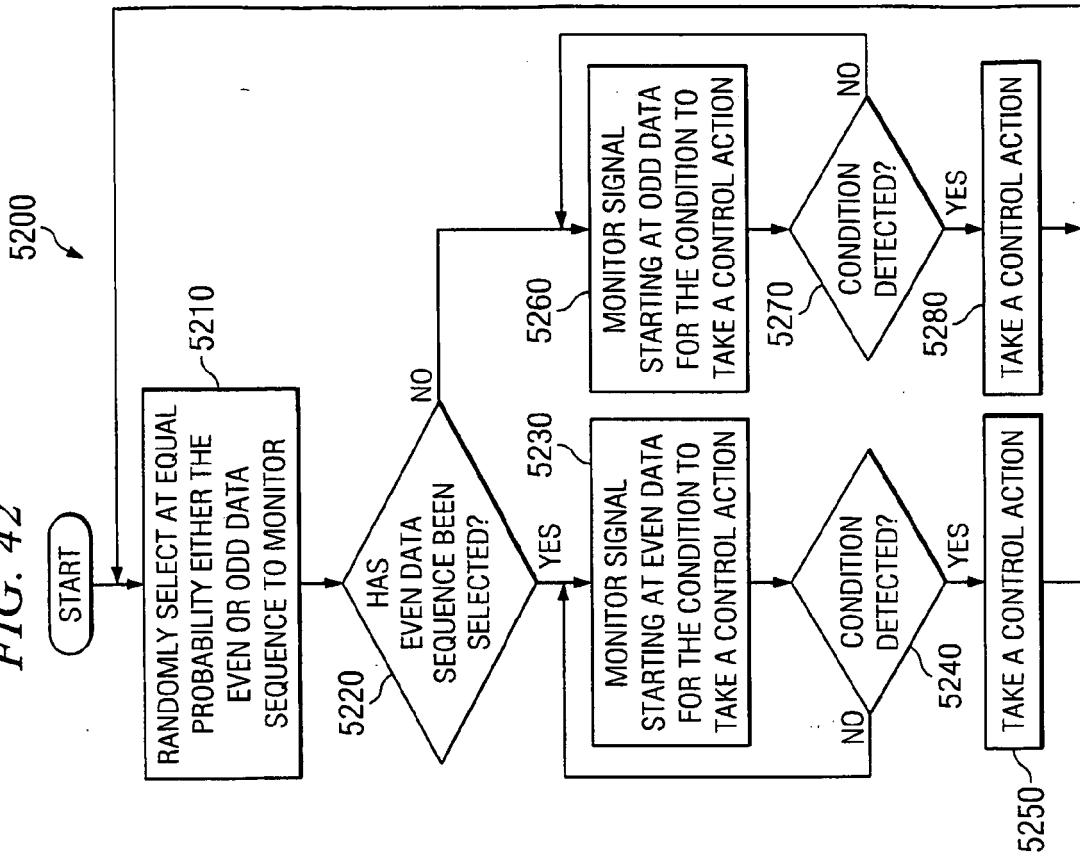 FIG. 42
5200
START
RANDOMLY SELECT AT EQUAL
PROBABILITY EITHER THE
EVEN OR ODD DATA
SEQUENCE TO MONITOR
5210
HAS
EVEN DATA
SEQUENCE BEEN
SELECTED?
5220
NO
YES
MONITOR SIGNAL
STARTING AT EVEN DATA
FOR THE CONDITION TO
TAKE A CONTROL ACTION
5230
CONDITION
DETECTED?
5240
NO
YES
TAKE A CONTROL ACTION
5250
MONITOR SIGNAL
STARTING AT ODD DATA
FOR THE CONDITION TO
TAKE A CONTROL ACTION
5260
CONDITION
DETECTED?
5270
NO
YES
TAKE A CONTROL ACTION
5280